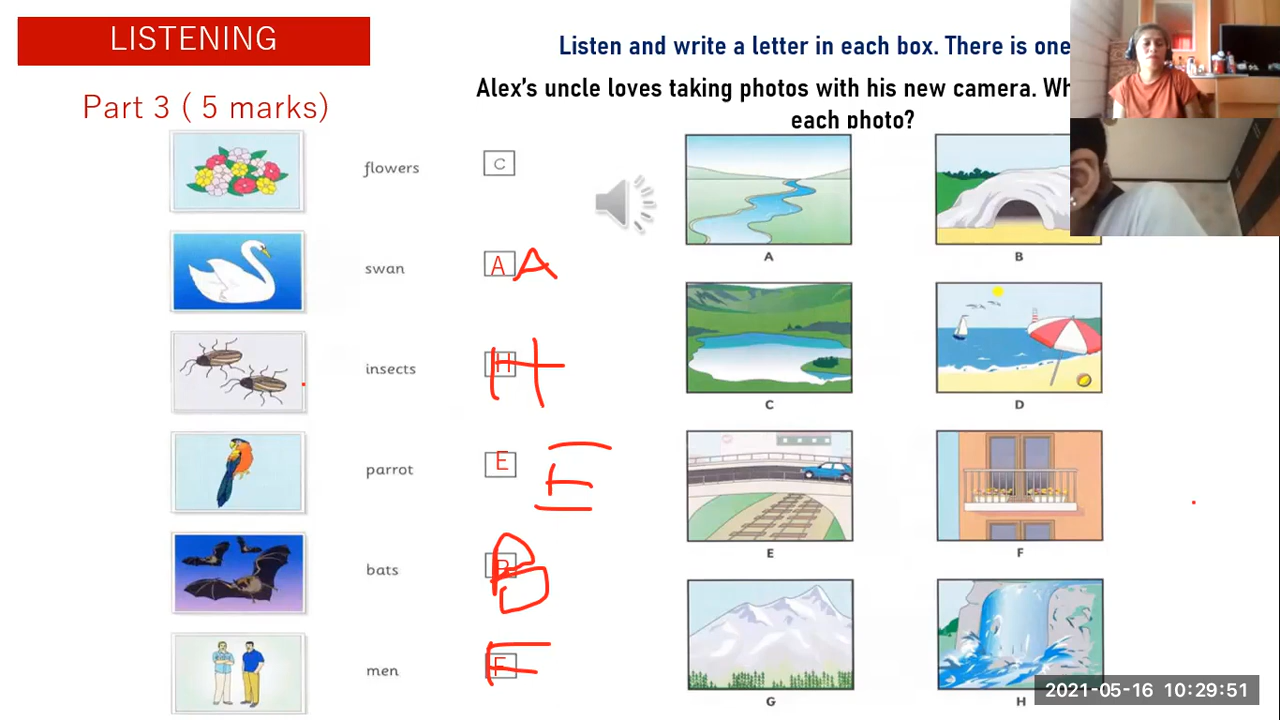 LISTENING
Part 3 ( 5 marks)
Listen and write a letter in each box. There is one
Alex's uncle loves taking photos with his new camera.
each photo?
flowers C
swan A A
insects H H
parrot E E
bats B B
men F F
A
B
C
D
E
F
G
H
2021-05-16 10:29:51